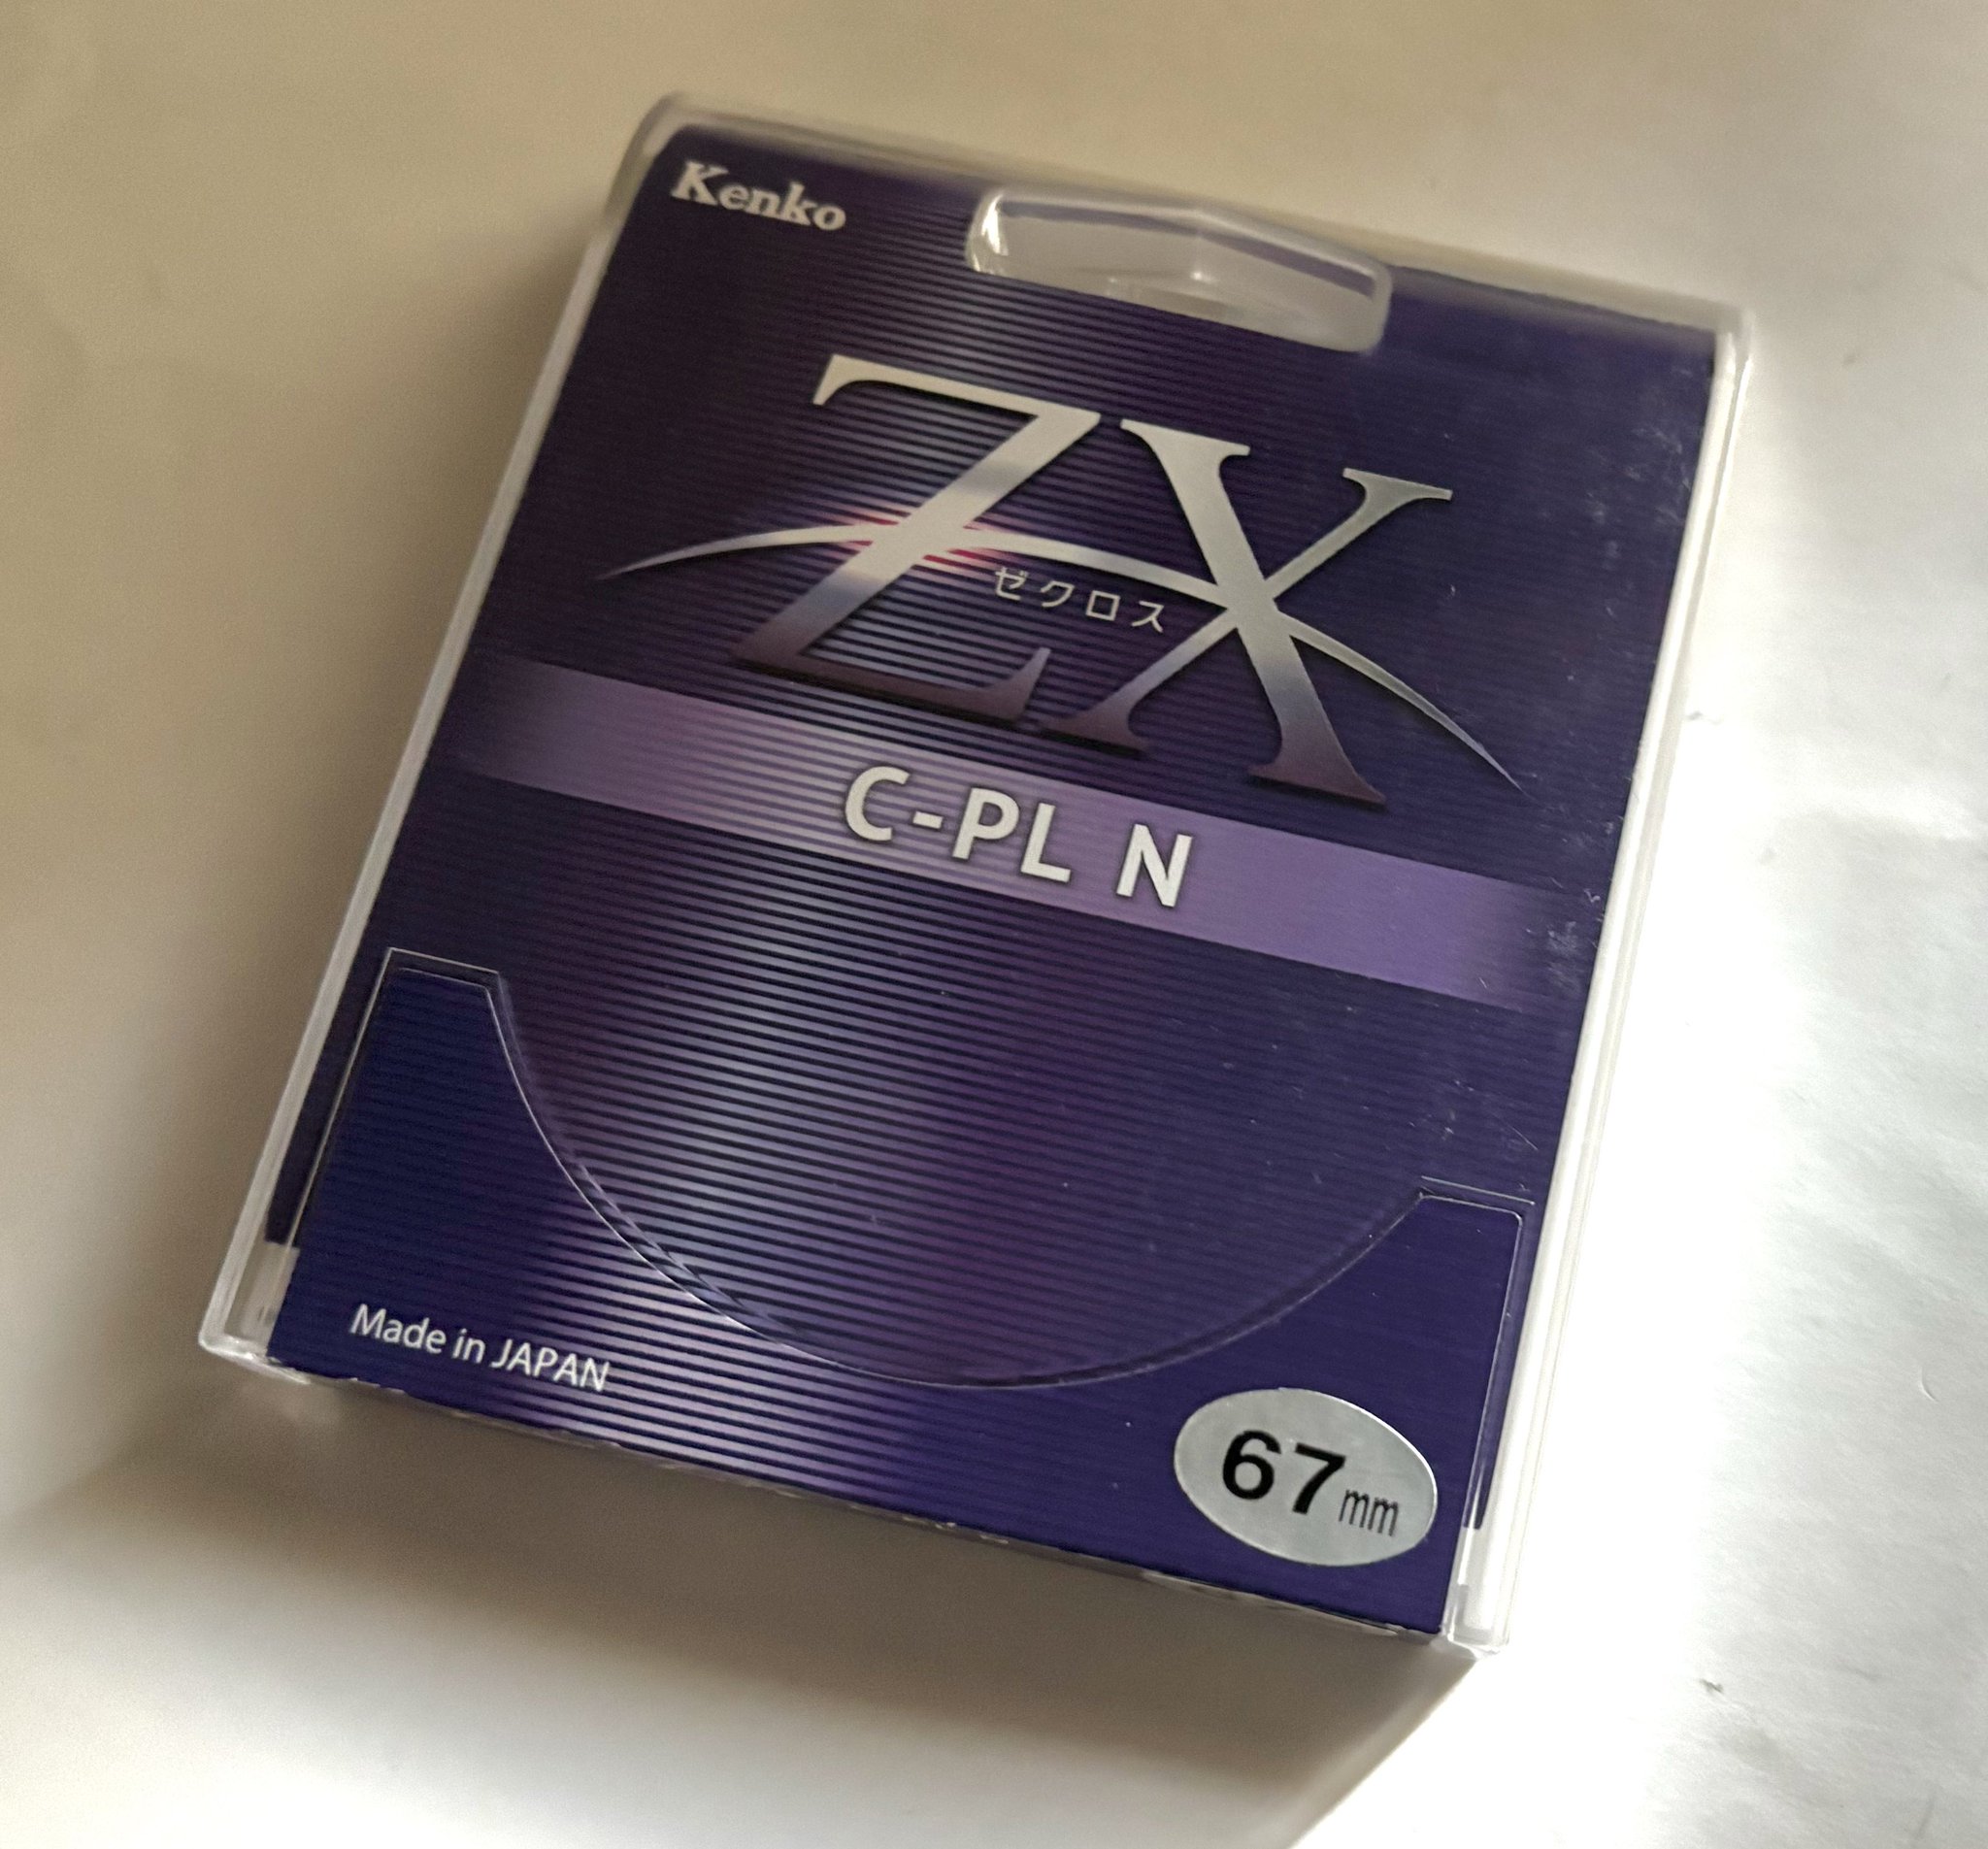 Kenko
ZX
ゼクロス
C-PL N
Made in JAPAN
67mm